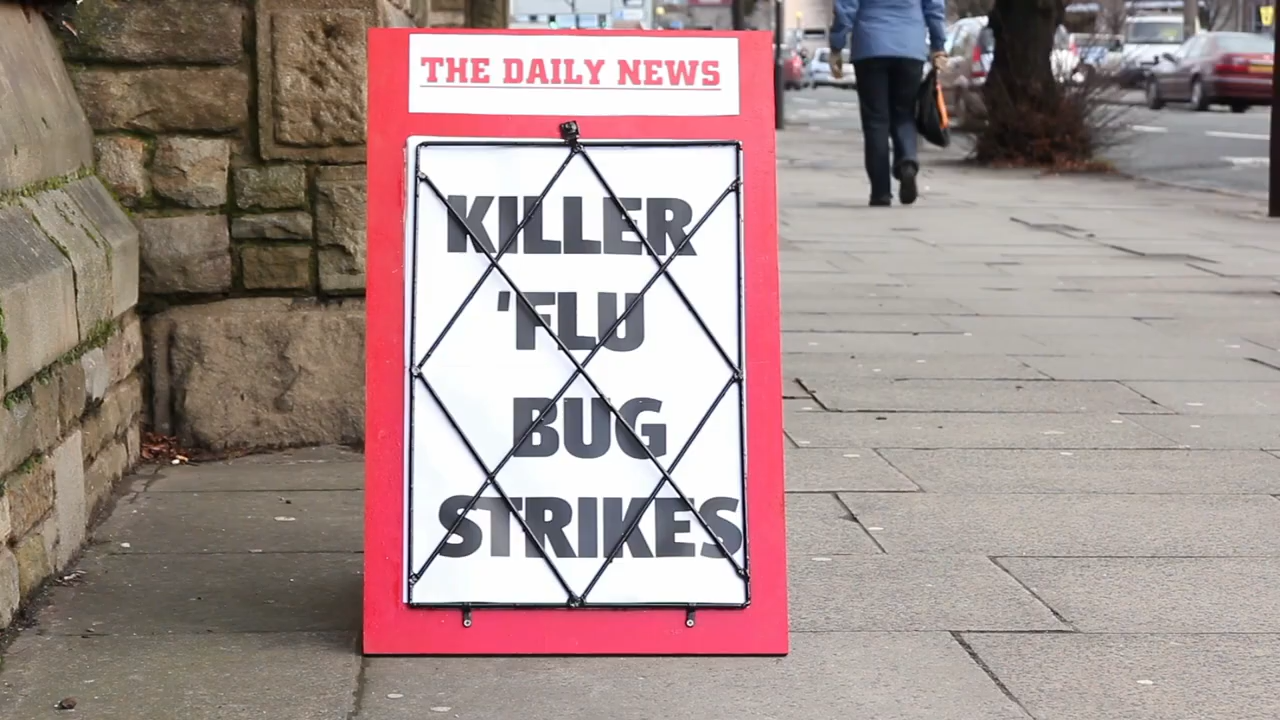 THE DAILY NEWS
KILLER
'FLU
BUG
STRIKES